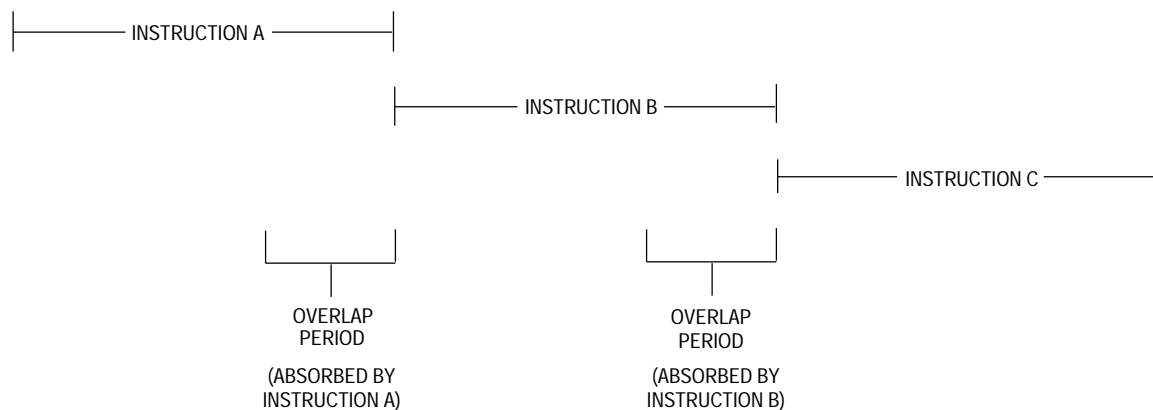 INSTRUCTION A
INSTRUCTION B
INSTRUCTION C
OVERLAP
PERIOD
(ABSORBED BY
INSTRUCTION A)
OVERLAP
PERIOD
(ABSORBED BY
INSTRUCTION B)